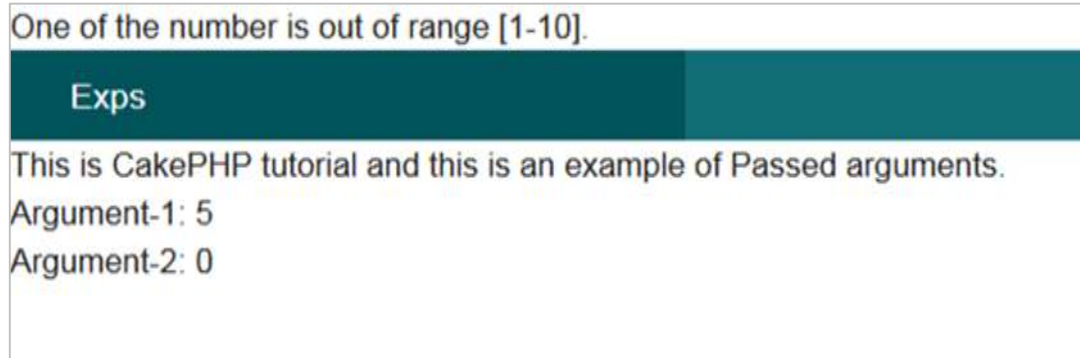 One of the number is out of range [1-10].
Exps
This is CakePHP tutorial and this is an example of Passed arguments.
Argument-1: 5
Argument-2: 0